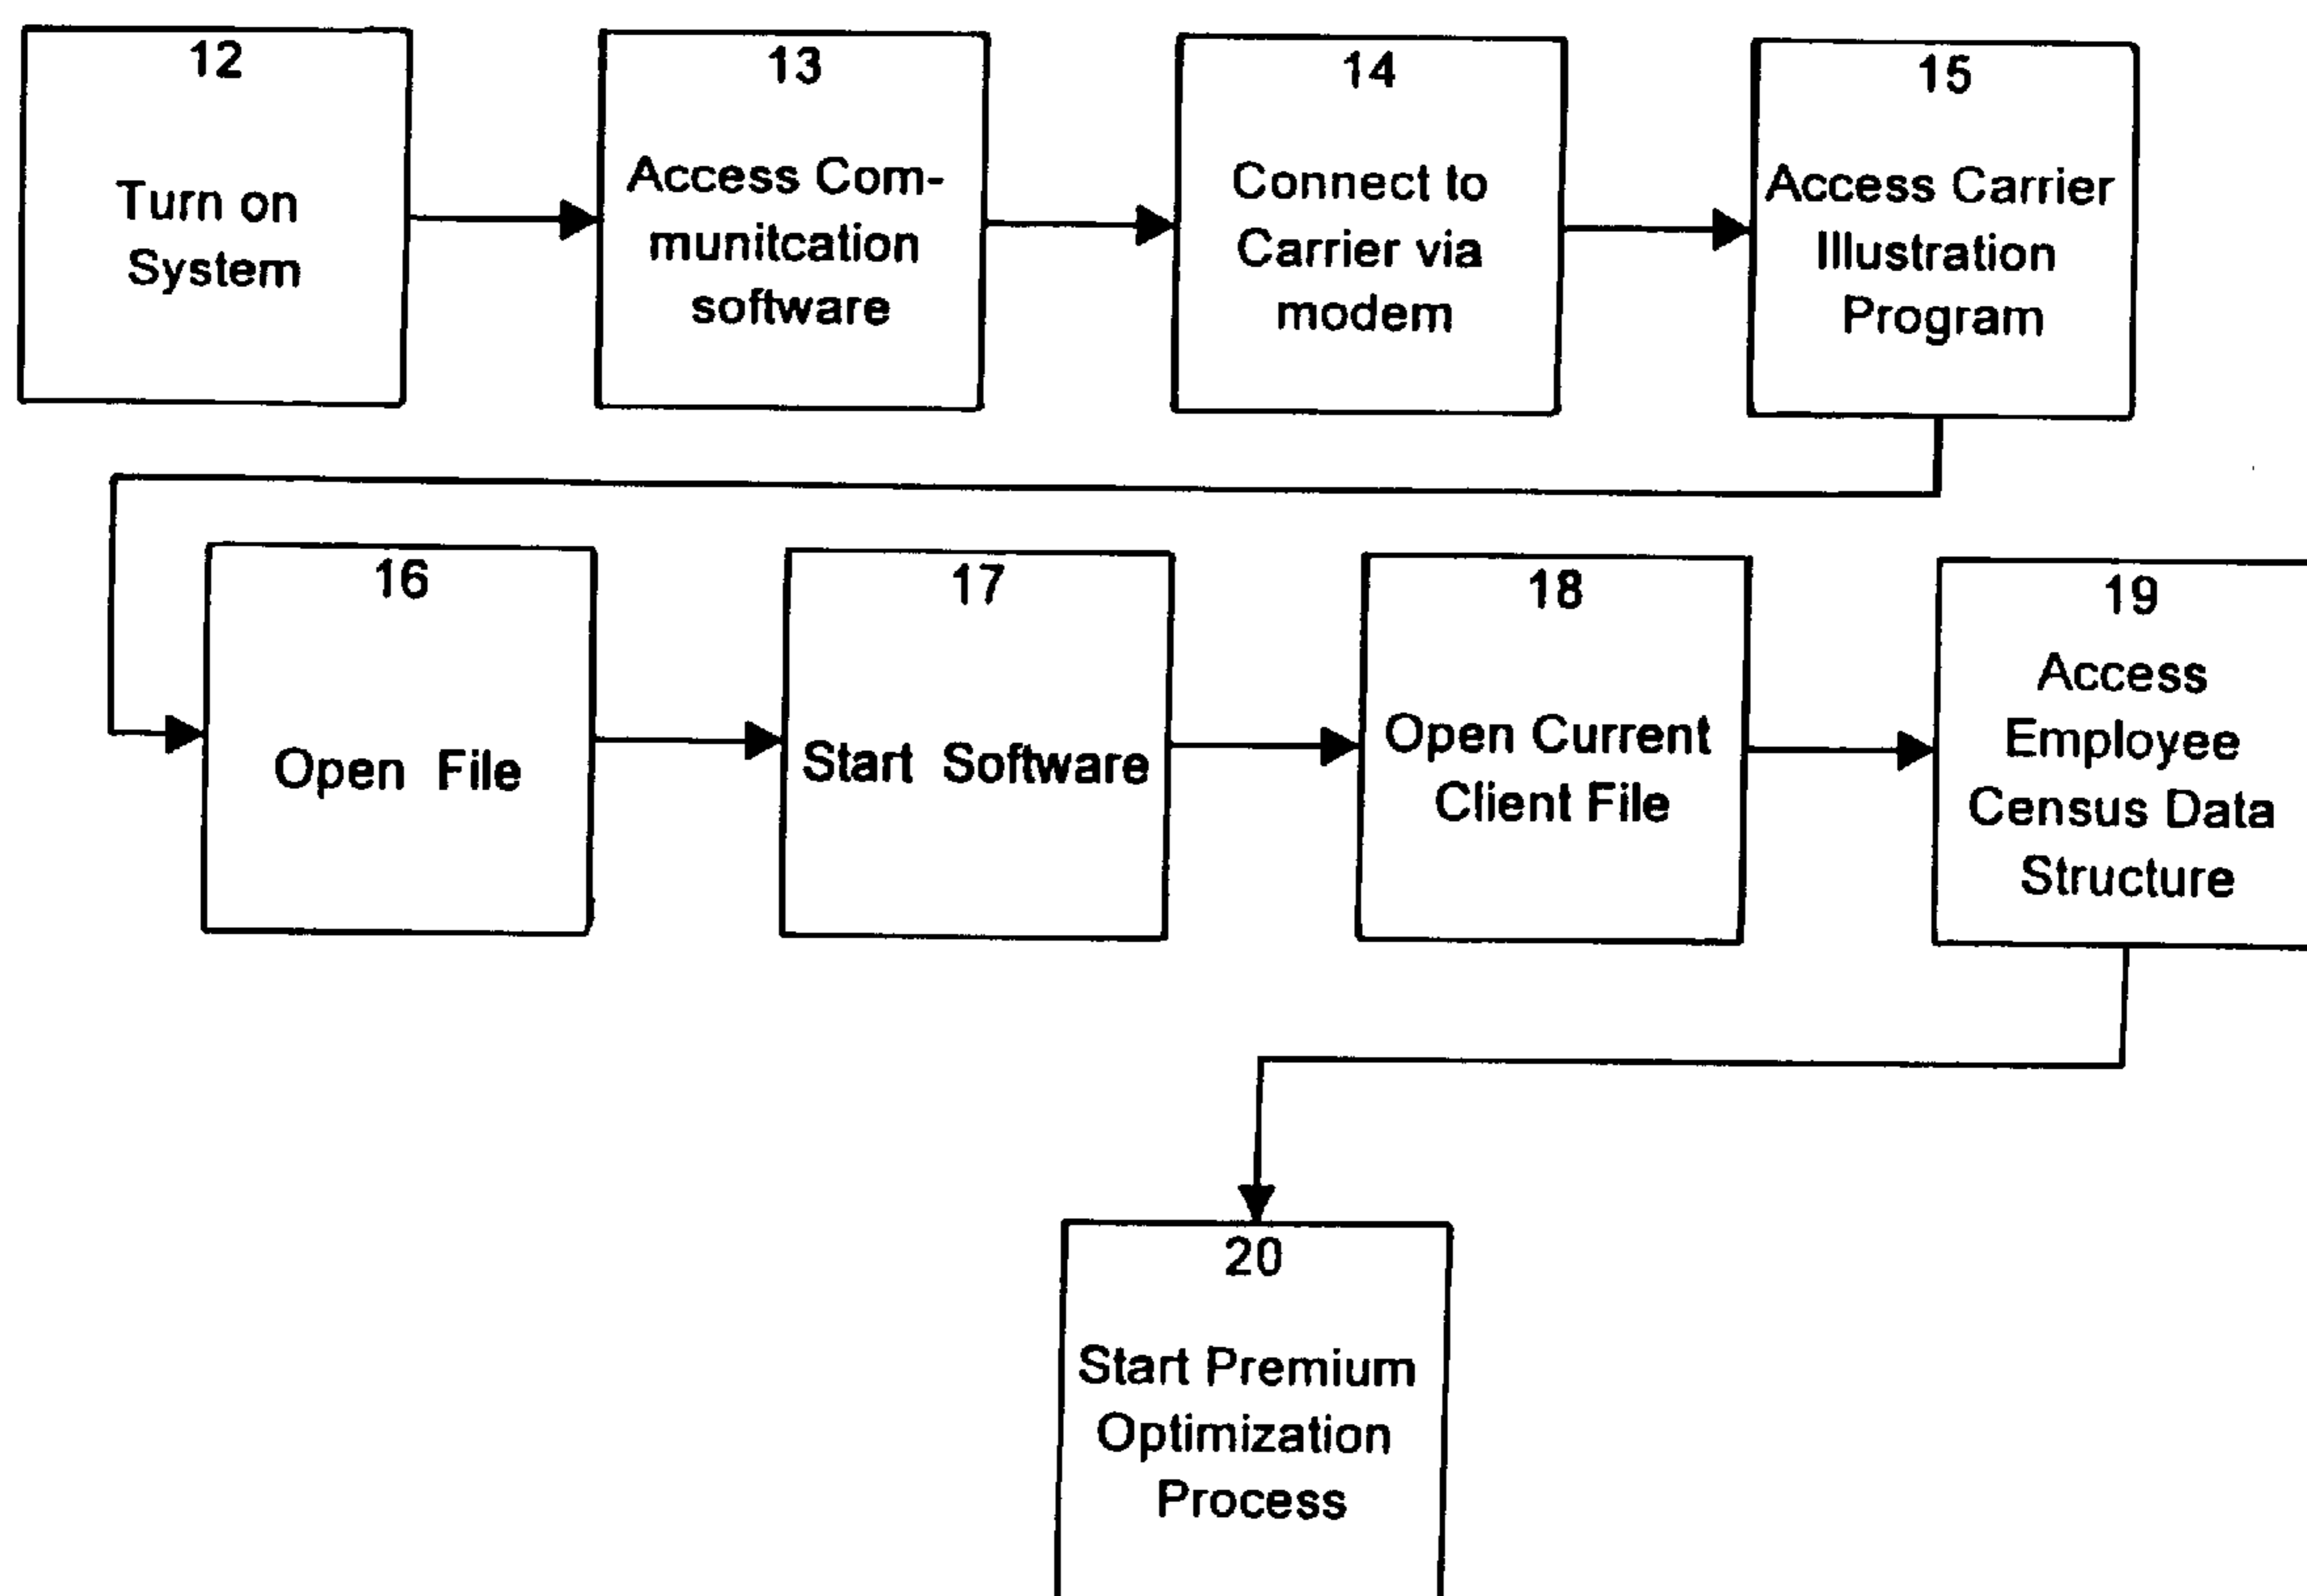 12
Turn on
System
13
Access Com-
munitcation
software
14
Connect to
Carrier via
modem
15
Access Carrier
Illustration
Program
16
Open File
17
Start Software
18
Open Current
Client File
19
Access
Employee
Census Data
Structure
20
Start Premium
Optimization
Process